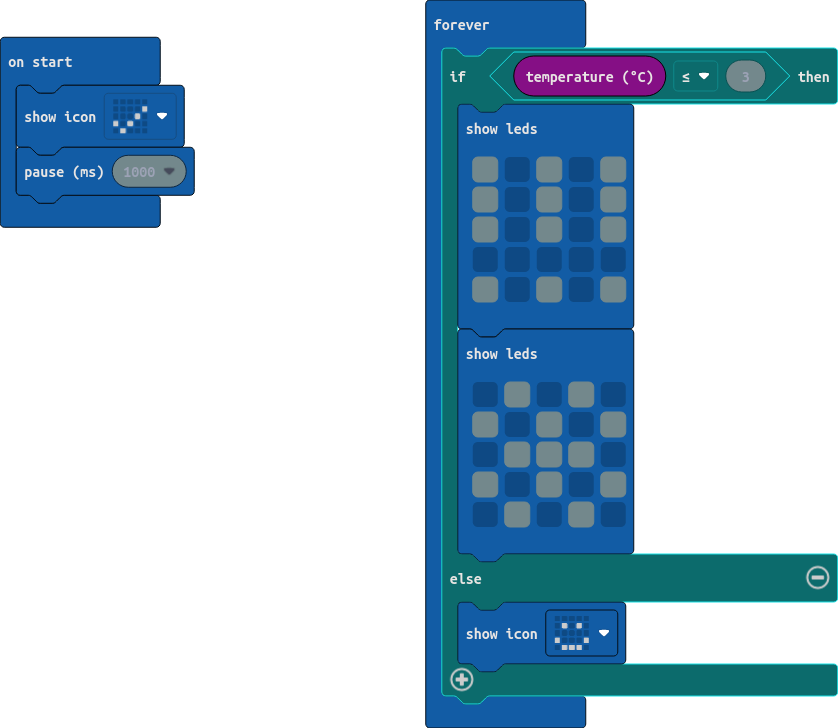 on start
show icon
pause (ms) 1000
forever
if temperature (°C) ≤ 3 then
show leds
show leds
else
show icon